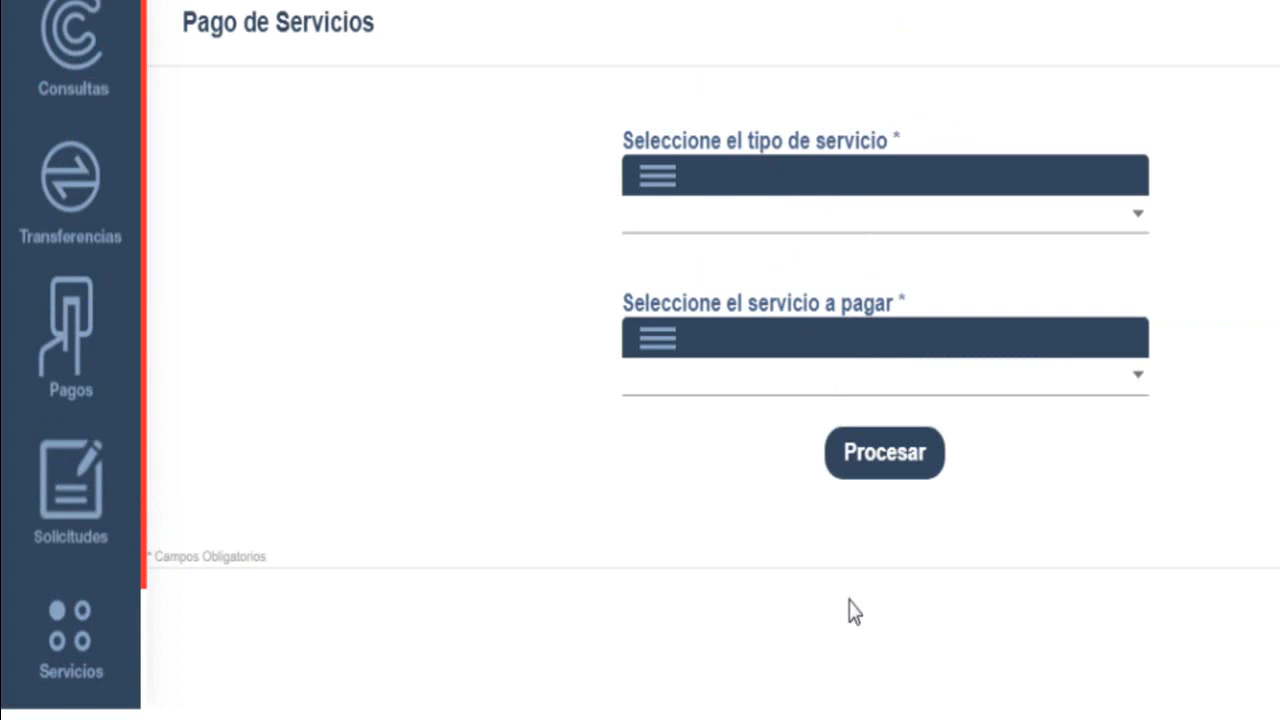 Pago de Servicios
Consultas
Seleccione el tipo de servicio *
Transferencias
Seleccione el servicio a pagar *
Pagos
Procesar
Solicitudes
* Campos Obligatorios
Servicios